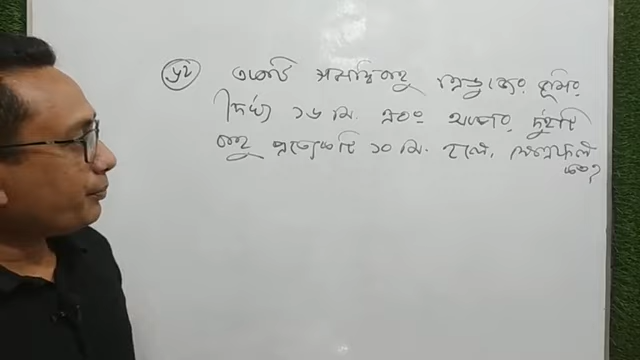 ৬২ একটি সমদ্বিবাহু ত্রিভুজের ভূমির
দৈর্ঘ্য ১৬ মি. এবং অপর দুইটি
বাহু প্রত্যেকটি ১০ মি. হলে, ক্ষেত্রফল
কত?